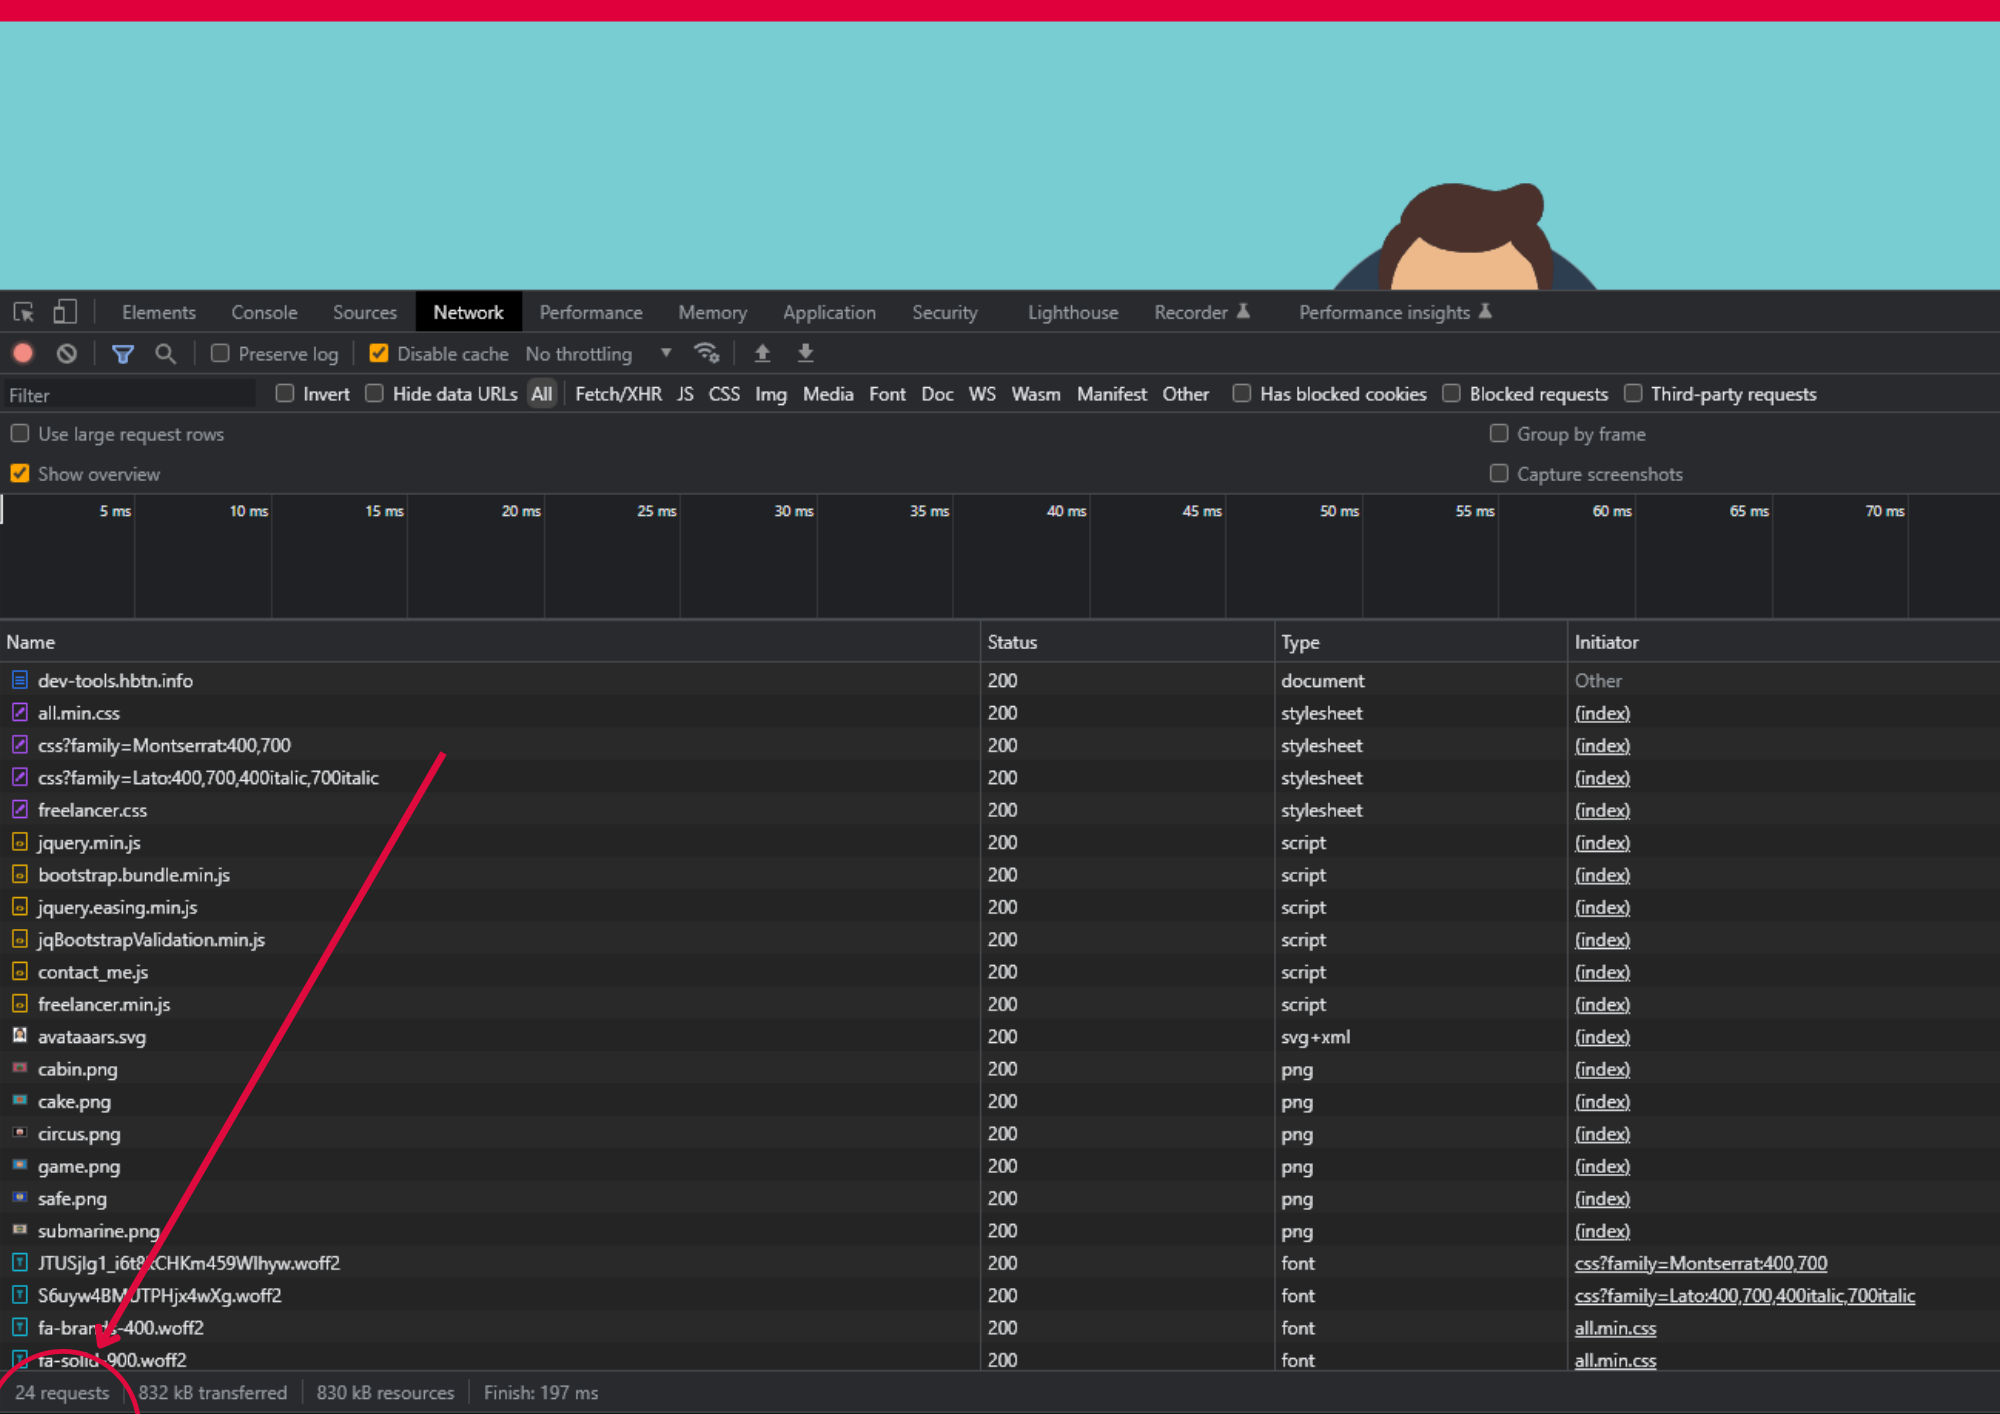 Elements Console Sources Network Performance Memory Application Security Lighthouse Recorder Performance insights
Preserve log Disable cache No throttling
Filter Invert Hide data URLs All Fetch/XHR JS CSS Img Media Font Doc WS Wasm Manifest Other Has blocked cookies Blocked requests Third-party requests
Use large request rows Group by frame
Show overview Capture screenshots
5 ms 10 ms 15 ms 20 ms 25 ms 30 ms 35 ms 40 ms 45 ms 50 ms 55 ms 60 ms 65 ms 70 ms
Name Status Type Initiator
dev-tools.hbtn.info 200 document Other
all.min.css 200 stylesheet (index)
css?family=Montserrat:400,700 200 stylesheet (index)
css?family=Lato:400,700,400italic,700italic 200 stylesheet (index)
freelancer.css 200 stylesheet (index)
jquery.min.js 200 script (index)
bootstrap.bundle.min.js 200 script (index)
jquery.easing.min.js 200 script (index)
jqBootstrapValidation.min.js 200 script (index)
contact_me.js 200 script (index)
freelancer.min.js 200 script (index)
avataaars.svg 200 svg+xml (index)
cabin.png 200 png (index)
cake.png 200 png (index)
circus.png 200 png (index)
game.png 200 png (index)
safe.png 200 png (index)
submarine.png 200 png (index)
200 font css?family=Montserrat:400,700
200 font css?family=Lato:400,700,400italic,700italic
fa-brands-400.woff2 200 font all.min.css
fa-solid-900.woff2 200 font all.min.css
24 requests 832 kB transferred 830 kB resources Finish: 197 ms